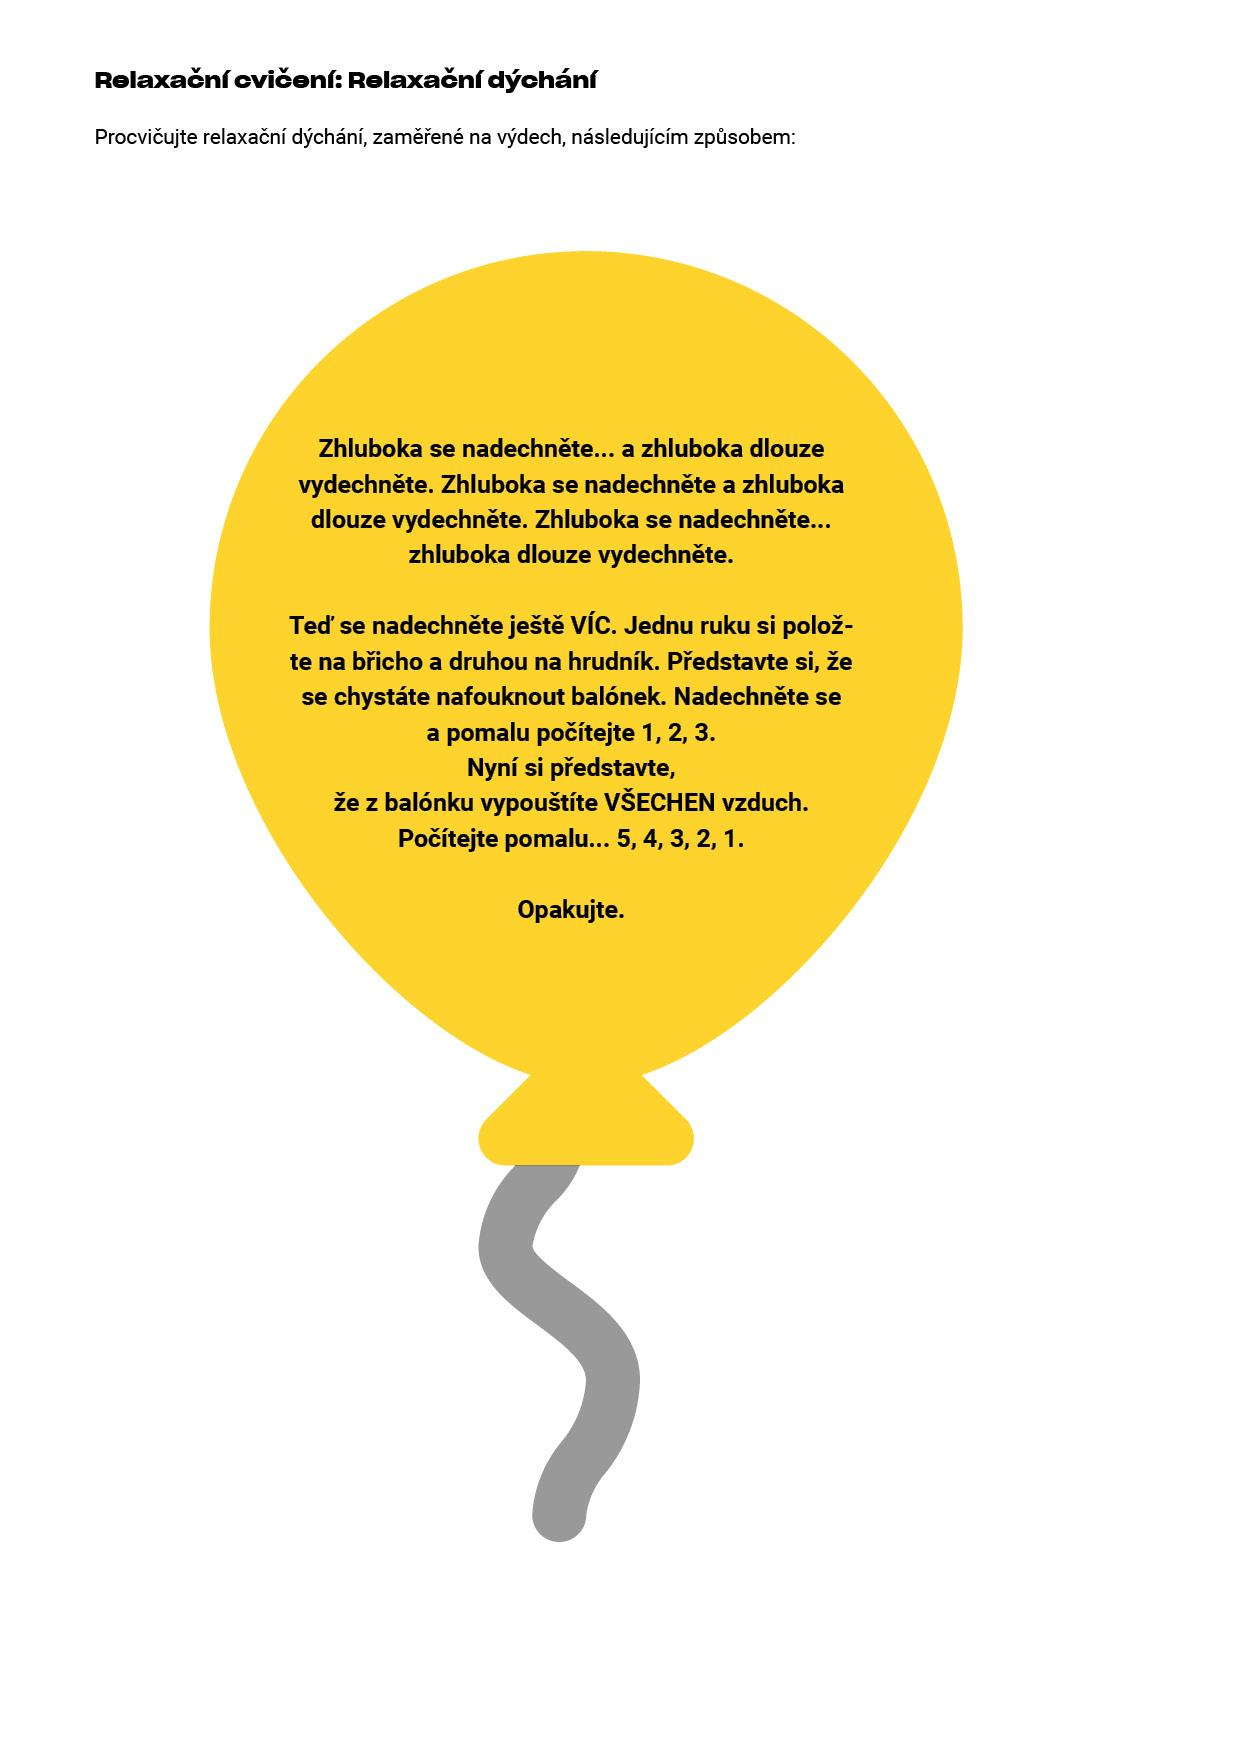 Relaxační cvičení: Relaxační dýchání
Procvičujte relaxační dýchání, zaměřené na výdech, následujícím způsobem:
Zhluboka se nadechněte... a zhluboka dlouze
vydechněte. Zhluboka se nadechněte a zhluboka
dlouze vydechněte. Zhluboka se nadechněte...
zhluboka dlouze vydechněte.
Teď se nadechněte ještě VÍC. Jednu ruku si polož-
te na břicho a druhou na hrudník. Představte si, že
se chystáte nafouknout balónek. Nadechněte se
a pomalu počítejte 1, 2, 3.
Nyní si představte,
že z balónku vypouštíte VŠECHEN vzduch.
Počítejte pomalu... 5, 4, 3, 2, 1.
Opakujte.